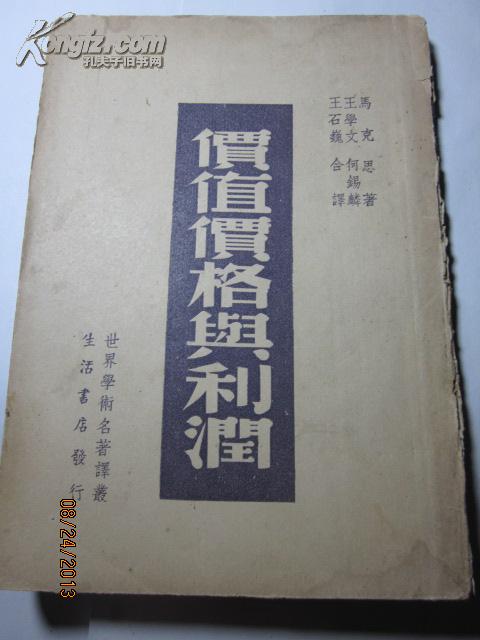 Kongfz.com
孔夫子旧书网
馬克思著
王學文 何錫麟
王石巍 合譯
價值價格與利潤
世界學術名著譯叢
生活書店發行
08/24/2013